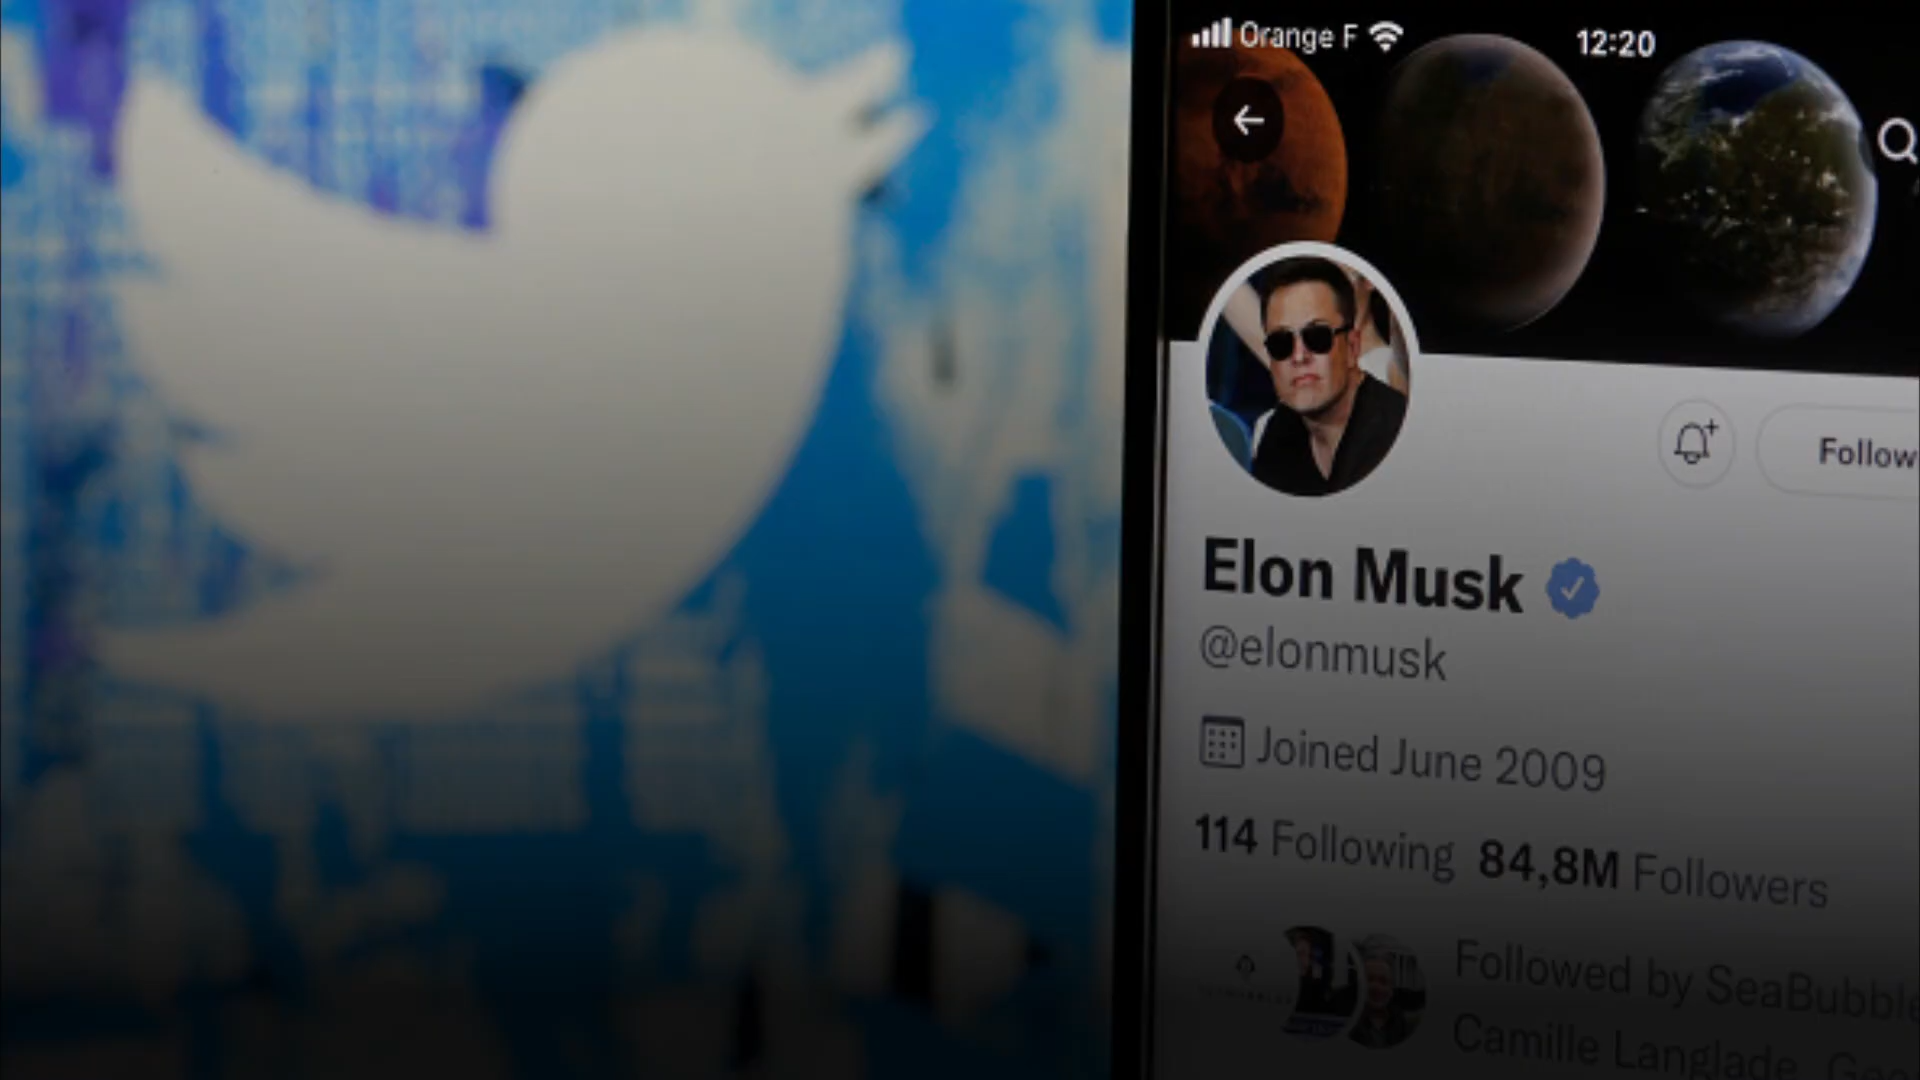 Orange F 12:20
Follow
Elon Musk
@elonmusk
Joined June 2009
114 Following 84,8M Followers
Followed by SeaBubble
Camille Langlade,